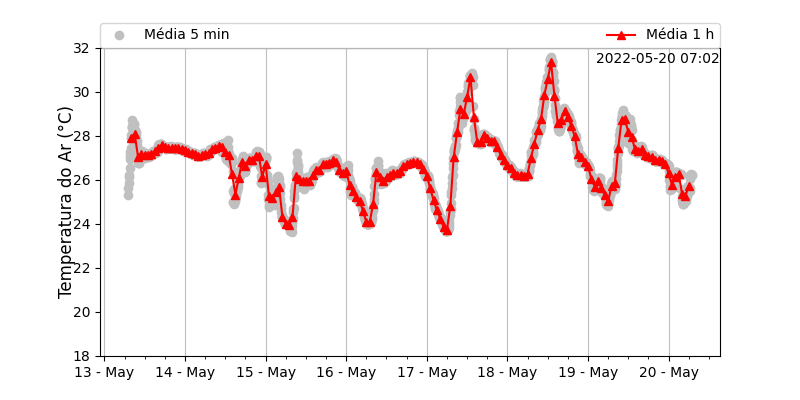 Média 5 min
Média 1 h
2022-05-20 07:02
Temperatura do Ar (°C)
32
30
28
26
24
22
20
18
13 - May
14 - May
15 - May
16 - May
17 - May
18 - May
19 - May
20 - May